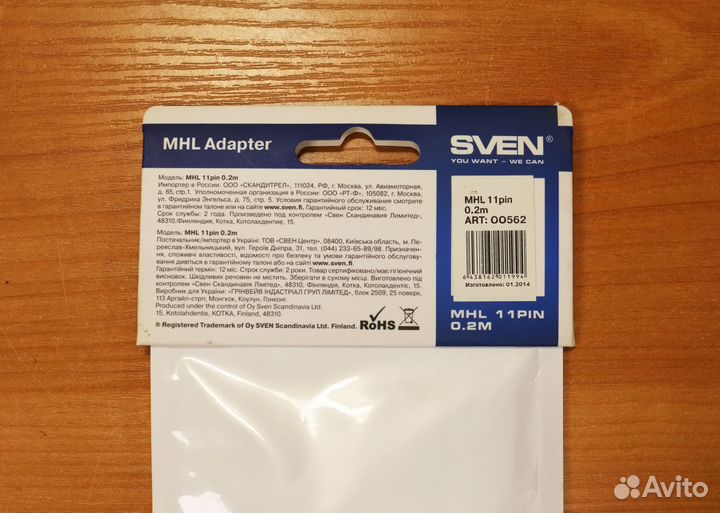 MHL Adapter
Модель: MHL 11pin 0.2m
Импортер в России: ООО «СКАНДИТРЕЛ», 111024, РФ, г. Москва, ул. Авиамоторная,
д. 65, стр.1. Уполномоченная организация в России: ООО «РТ-Ф», 105082, г. Москва,
ул. Фридриха Энгельса, д. 75, стр. 5. Условия гарантийного обслуживания смотрите
в гарантийном талоне или на сайте www.sven.fi. Гарантийный срок: 12 мес.
Срок службы: 2 года. Произведено под контролем «Свен Скандинавия Лимитед»,
48310,Финляндия, Котка, Котолахдентие, 15.
Модель: MHL 11pin 0.2m
Постачальник/імпортер в Україні: ТОВ «СВЕН Центр», 08400, Київська область, м. Пе-
реяслав-Хмельницький, вул. Героїв Дніпра, 31, тел. (044) 233-65-89/98. Призначен-
ня, споживчі властивості, відомості про безпеку та умови гарантійного обслугову-
вання дивіться в гарантійному талоні або на сайті www.sven.fi.
Гарантійний термін: 12 міс. Строк служби: 2 роки. Товар сертифіковано/має гігієнічний
висновок. Шкідливих речовин не містить. Зберігати в сухому місці. Виготовлено під
контролем «Свен Скандинавія Лімітед», 48310, Фінляндія, Котка, Котолахдентіє, 15.
Виробник для України: «ГРІНВЕЙВ ІНДАСТРІАЛ ГРУП ЛІМІТЕД», блок 2509, 25 поверх,
113 Аргайл-стріт, Монгкок, Коулун, Гонконг.
Produced under the control of Oy Sven Scandinavia Ltd.
15, Kotolahdentie, KOTKA, Finland, 48310.
® Registered Trademark of Oy SVEN Scandinavia Ltd. Finland.
RoHS
SVEN®
YOU WANT – WE CAN
MHL 11pin
0.2m
ART: OO562
6 438162 011994
Изготовлено: 01.2014
MHL 11PIN
0.2M
Avito